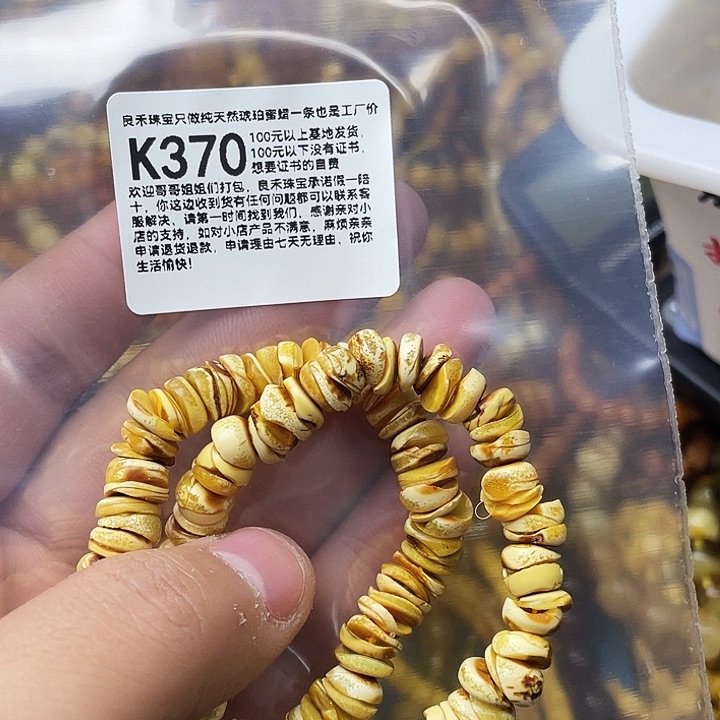 良禾珠宝只做纯天然琥珀蜜蜡一条也是工厂价
K370
100元以上基地发货，
100元以下没有证书，
想要证书的自费
欢迎哥哥姐姐们打包，良禾珠宝承诺假一赔
十，你这边收到货有任何问题都可以联系客
服解决，请第一时间找到我们，感谢亲对小
店的支持，如对小店产品不满意，麻烦亲亲
申请退货退款，申请理由七天无理由，祝你
生活愉快！